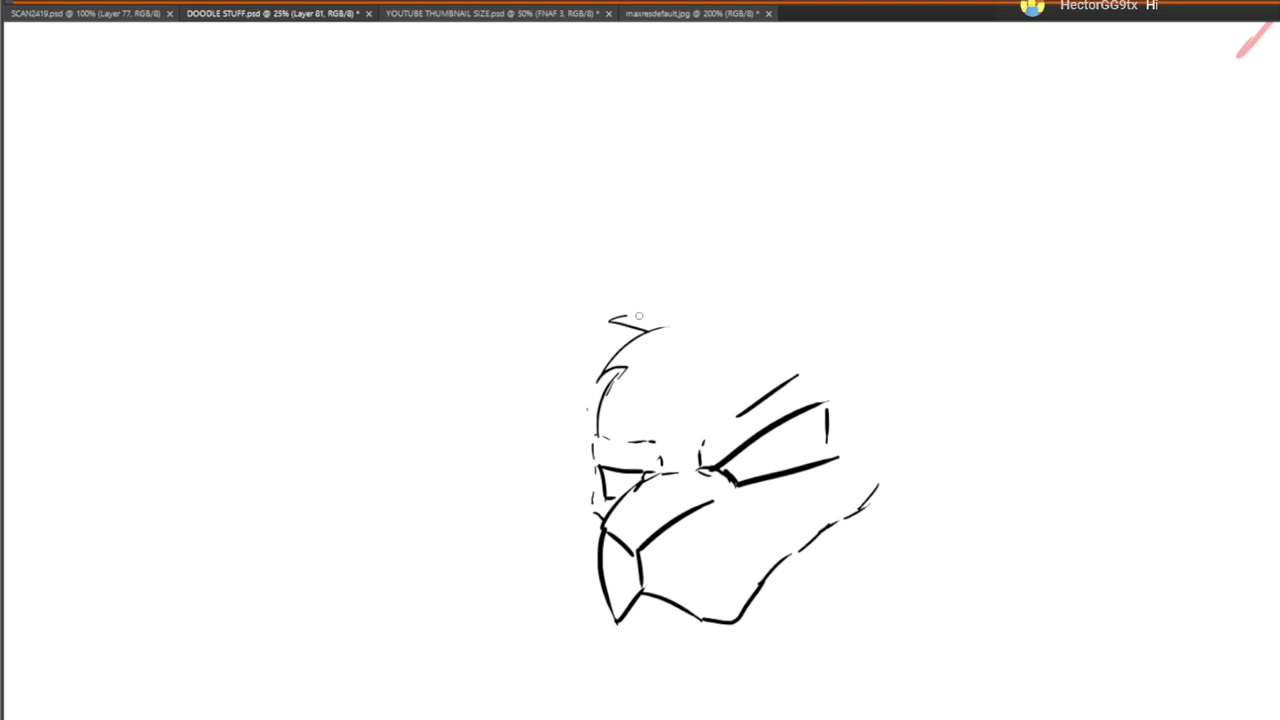 SCAN2419.psd @ 100% (Layer 77, RGB/8) DOODLE STUFF.psd @ 25% (Layer 81, RGB/8) * YOUTUBE THUMBNAIL SIZE.psd @ 50% (FNAF 3, RGB/8) * maxresdefault.jpg @ 200% (RGB/8) *
HectorGG9tx Hi